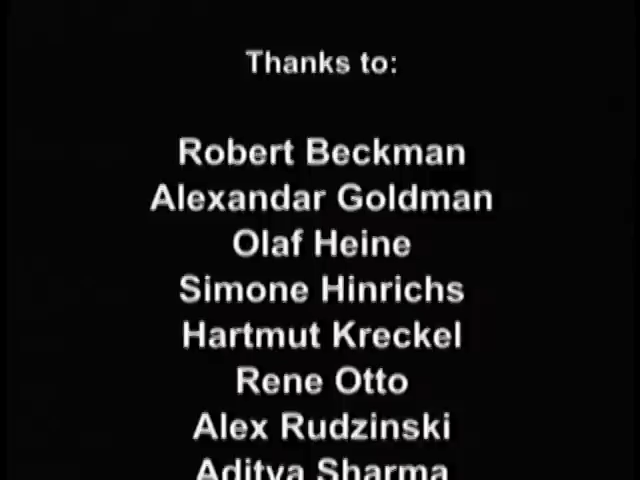 Thanks to:
Robert Beckman
Alexandar Goldman
Olaf Heine
Simone Hinrichs
Hartmut Kreckel
Rene Otto
Alex Rudzinski
Aditya Sharma